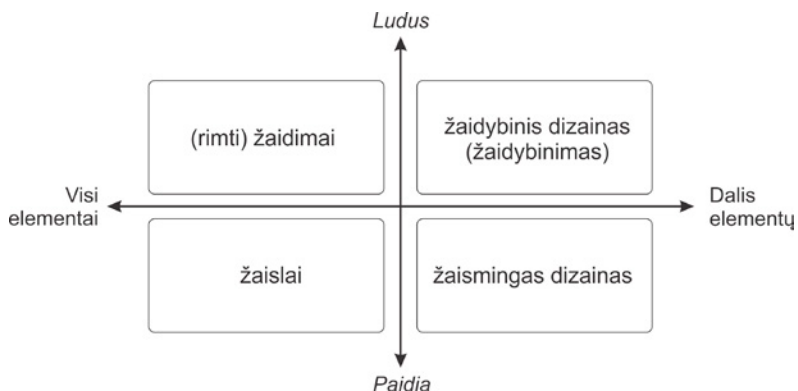 Ludus
(rimti) žaidimai
žaidybinis dizainas
(žaidybinimas)
Visi
elementai
Dalis
elementų
žaislai
žaismingas dizainas
Paidia